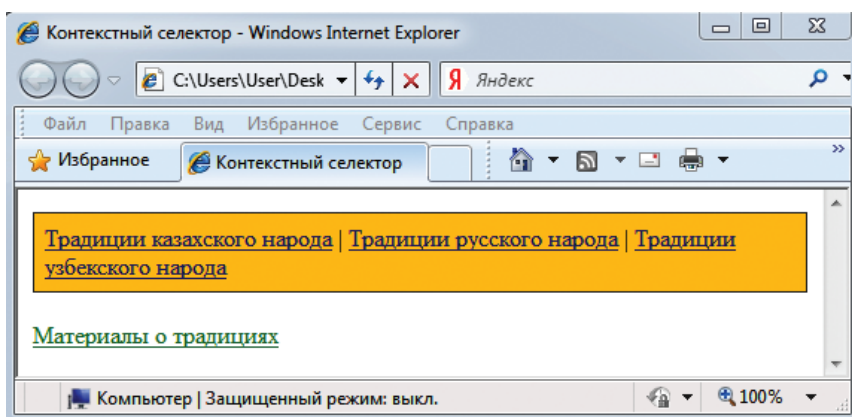 Контекстный селектор - Windows Internet Explorer
C:\Users\User\Desk
Я Яндекс
Файл Правка Вид Избранное Сервис Справка
Избранное
Контекстный селектор
»
Традиции казахского народа | Традиции русского народа | Традиции
узбекского народа
Материалы о традициях
Компьютер | Защищенный режим: выкл.
100%